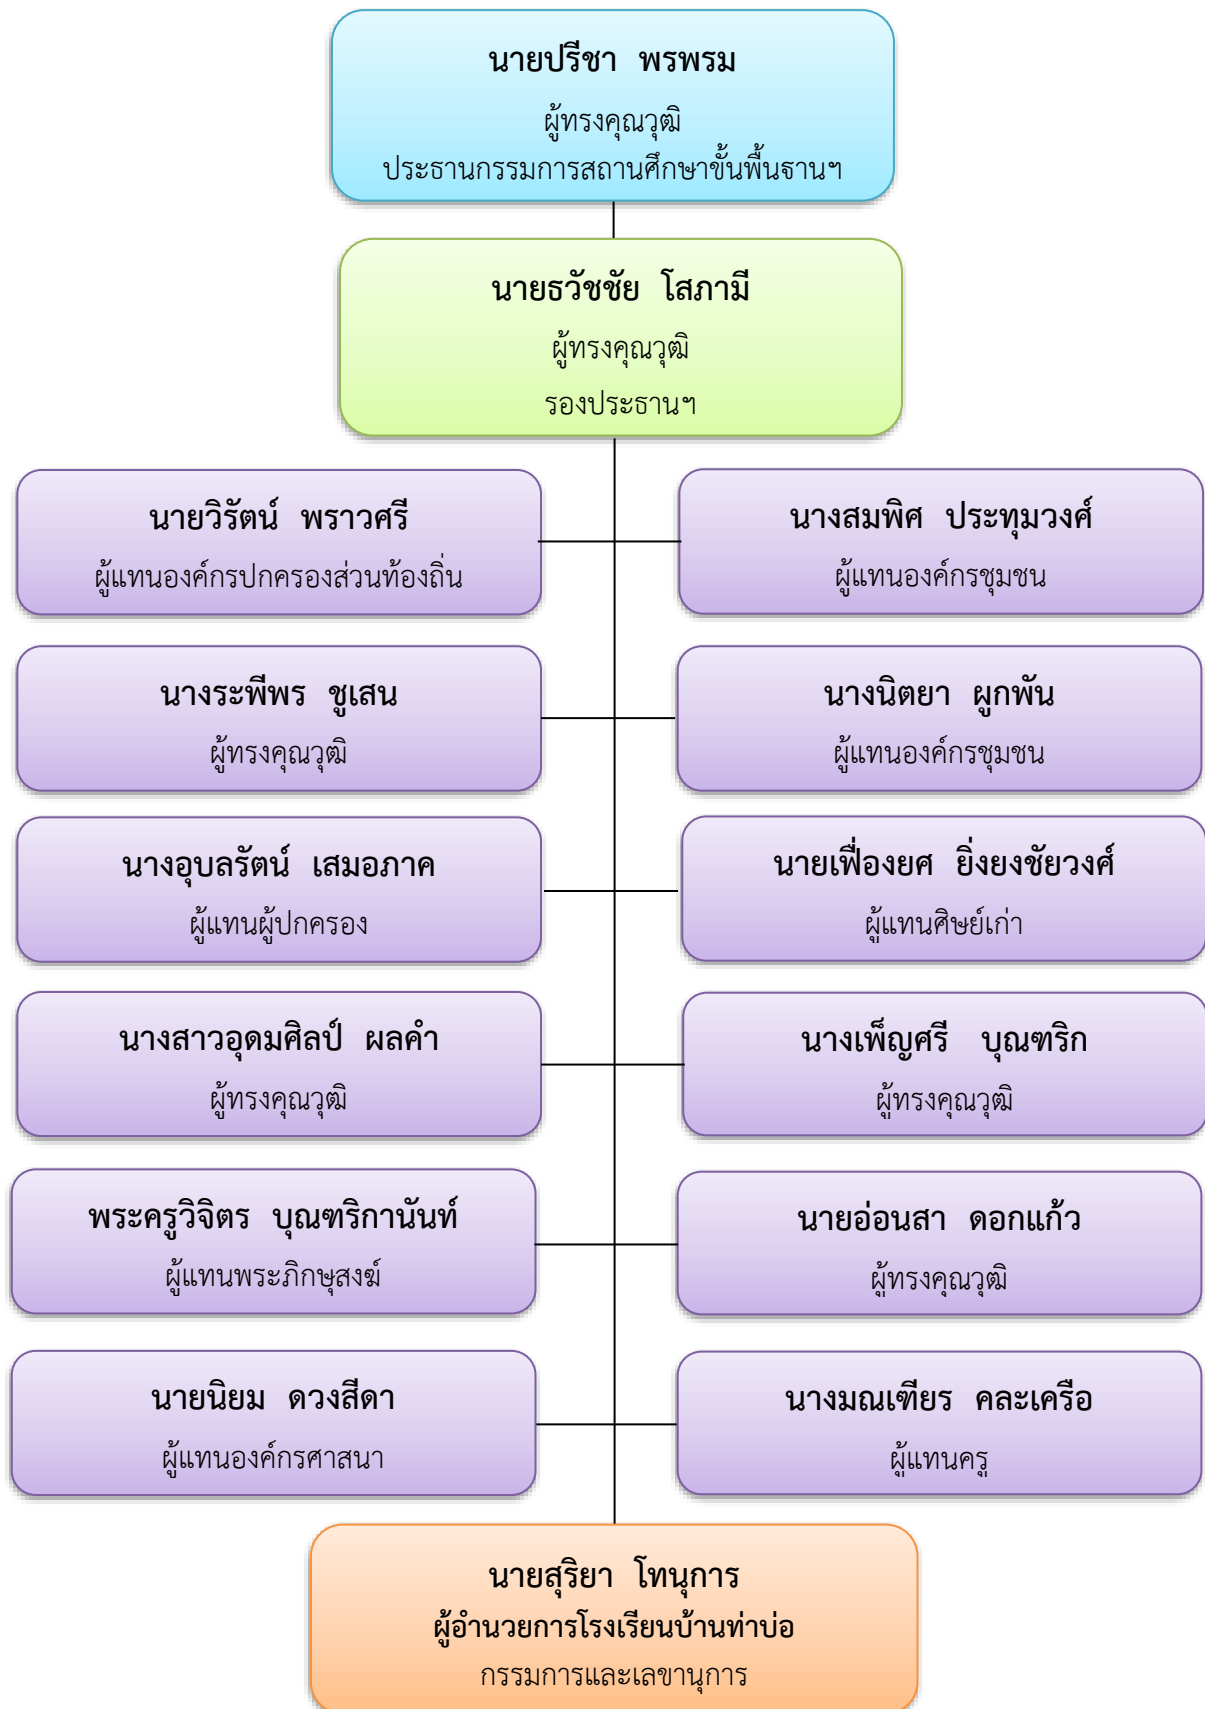 นายปรีชา พรพรม
ผู้ทรงคุณวุฒิ
ประธานกรรมการสถานศึกษาขั้นพื้นฐานฯ
นายธวัชชัย โสภามี
ผู้ทรงคุณวุฒิ
รองประธานฯ
นายวิรัตน์ พราวศรี
ผู้แทนองค์กรปกครองส่วนท้องถิ่น
นางสมพิศ ประทุมวงศ์
ผู้แทนองค์กรชุมชน
นางระพีพร ชูเสน
ผู้ทรงคุณวุฒิ
นางนิตยา ผูกพัน
ผู้แทนองค์กรชุมชน
นางอุบลรัตน์ เสมอภาค
ผู้แทนผู้ปกครอง
นายเฟื่องยศ ยิ่งยงชัยวงศ์
ผู้แทนศิษย์เก่า
นางสาวอุดมศิลป์ ผลคำ
ผู้ทรงคุณวุฒิ
นางเพ็ญศรี บุณฑริก
ผู้ทรงคุณวุฒิ
พระครูวิจิตร บุณฑริกานันท์
ผู้แทนพระภิกษุสงฆ์
นายอ่อนสา ดอกแก้ว
ผู้ทรงคุณวุฒิ
นายนิยม ดวงสีดา
ผู้แทนองค์กรศาสนา
นางมณเฑียร คละเครือ
ผู้แทนครู
นายสุริยา โทนุการ
ผู้อำนวยการโรงเรียนบ้านท่าบ่อ
กรรมการและเลขานุการ